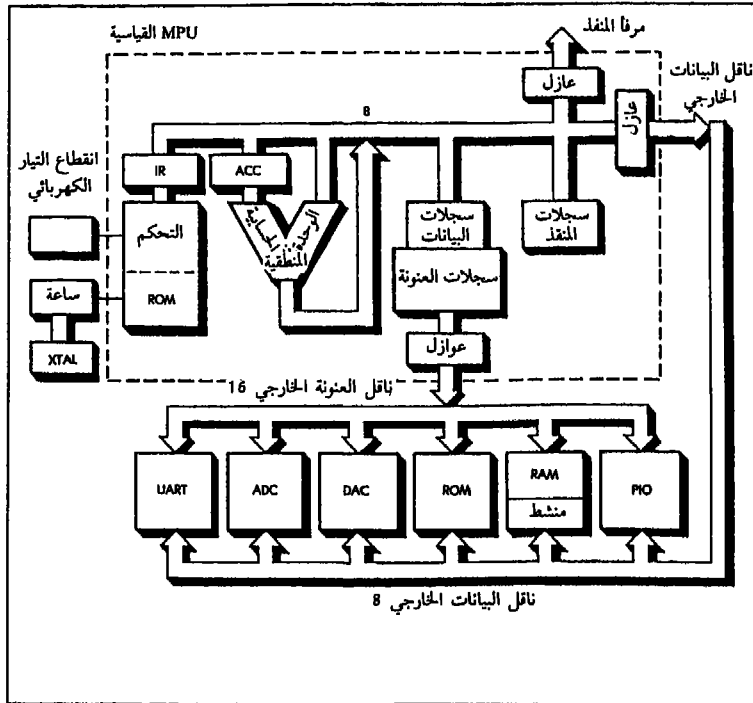 مرفأ المنفذ
MPU القياسية
ناقل البيانات
الخارجي
عازل
عازل
8
انقطاع التيار
الكهربائي
IR
ACC
التحكم
ROM
ساعة
XTAL
الوحدة الحسابية
المنطقية
سجلات
البيانات
سجلات
المنفذ
سجلات العنونة
عوازل
ناقل العنونة الخارجي 16
UART
ADC
DAC
ROM
RAM
منشط
PIO
ناقل البيانات الخارجي 8